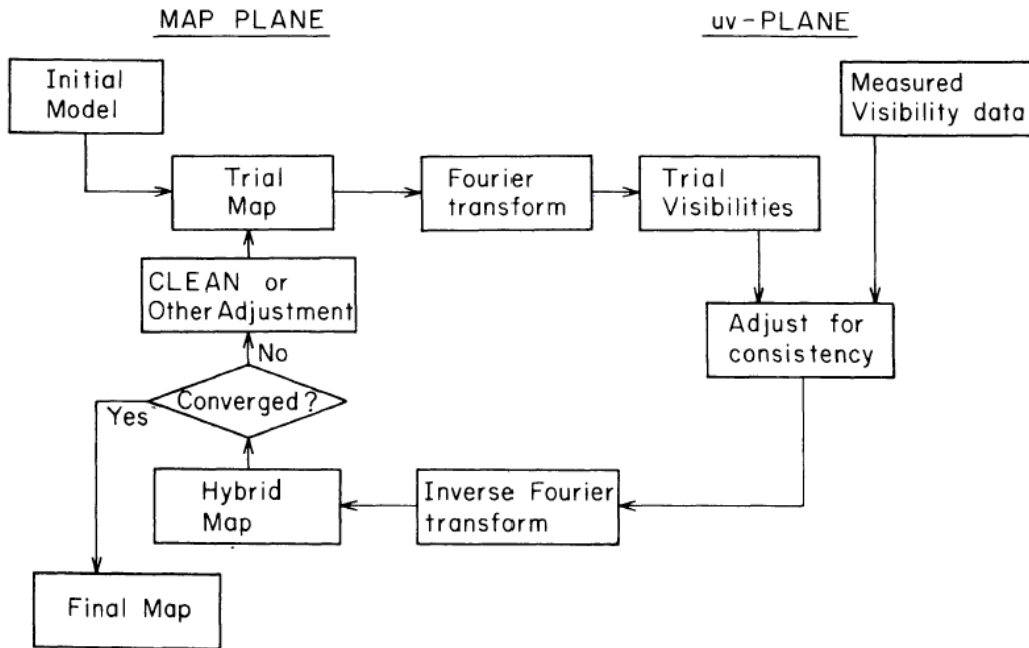 MAP PLANE
uv-PLANE
Initial
Model
Measured
Visibility data
Trial
Map
Fourier
transform
Trial
Visibilities
CLEAN or
Other Adjustment
Adjust for
consistency
No
Converged?
Yes
Hybrid
Map
Inverse Fourier
transform
Final Map